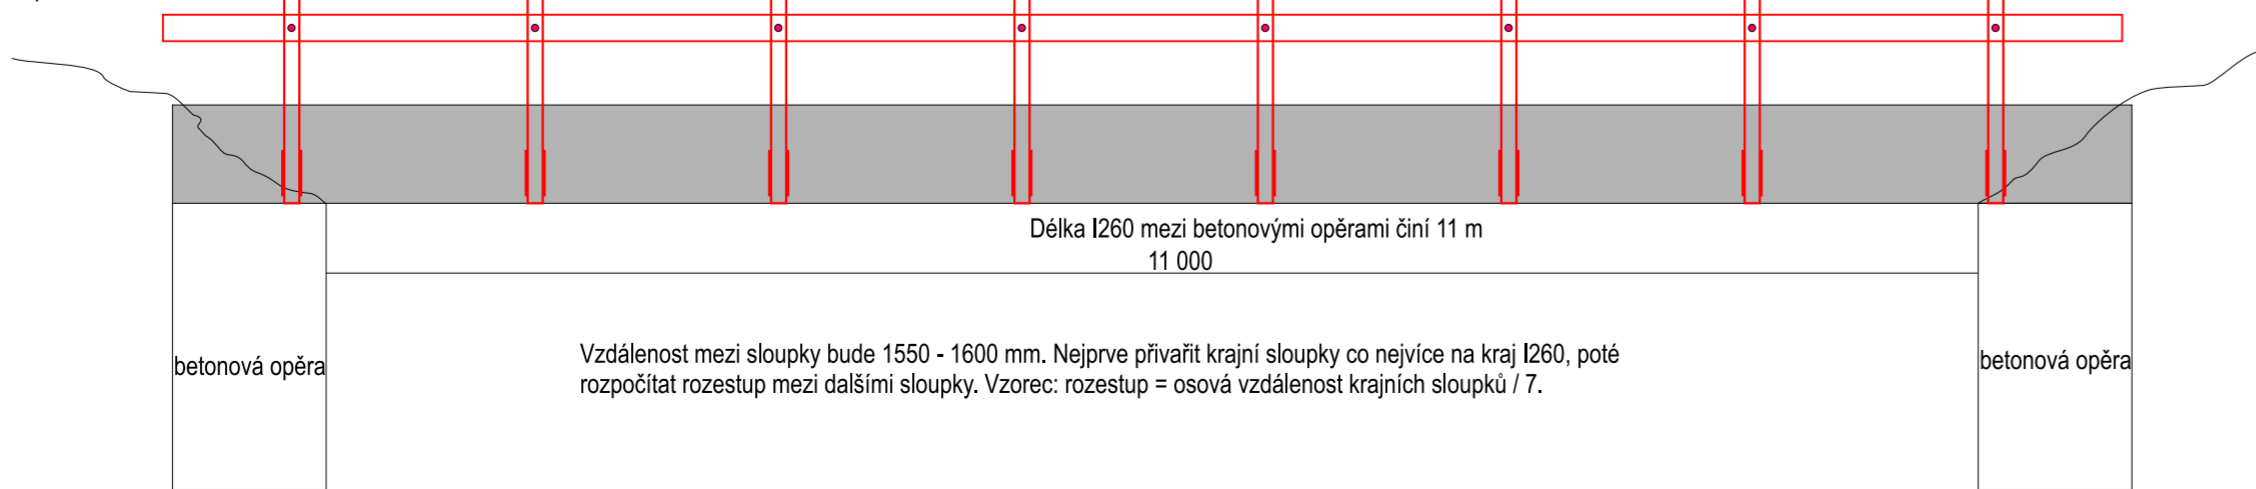 Délka I260 mezi betonovými opěrami činí 11 m
11 000
betonová opěra
Vzdálenost mezi sloupky bude 1550 - 1600 mm. Nejprve přivařit krajní sloupky co nejvíce na kraj I260, poté
rozpočítat rozestup mezi dalšími sloupky. Vzorec: rozestup = osová vzdálenost krajních sloupků / 7.
betonová opěra